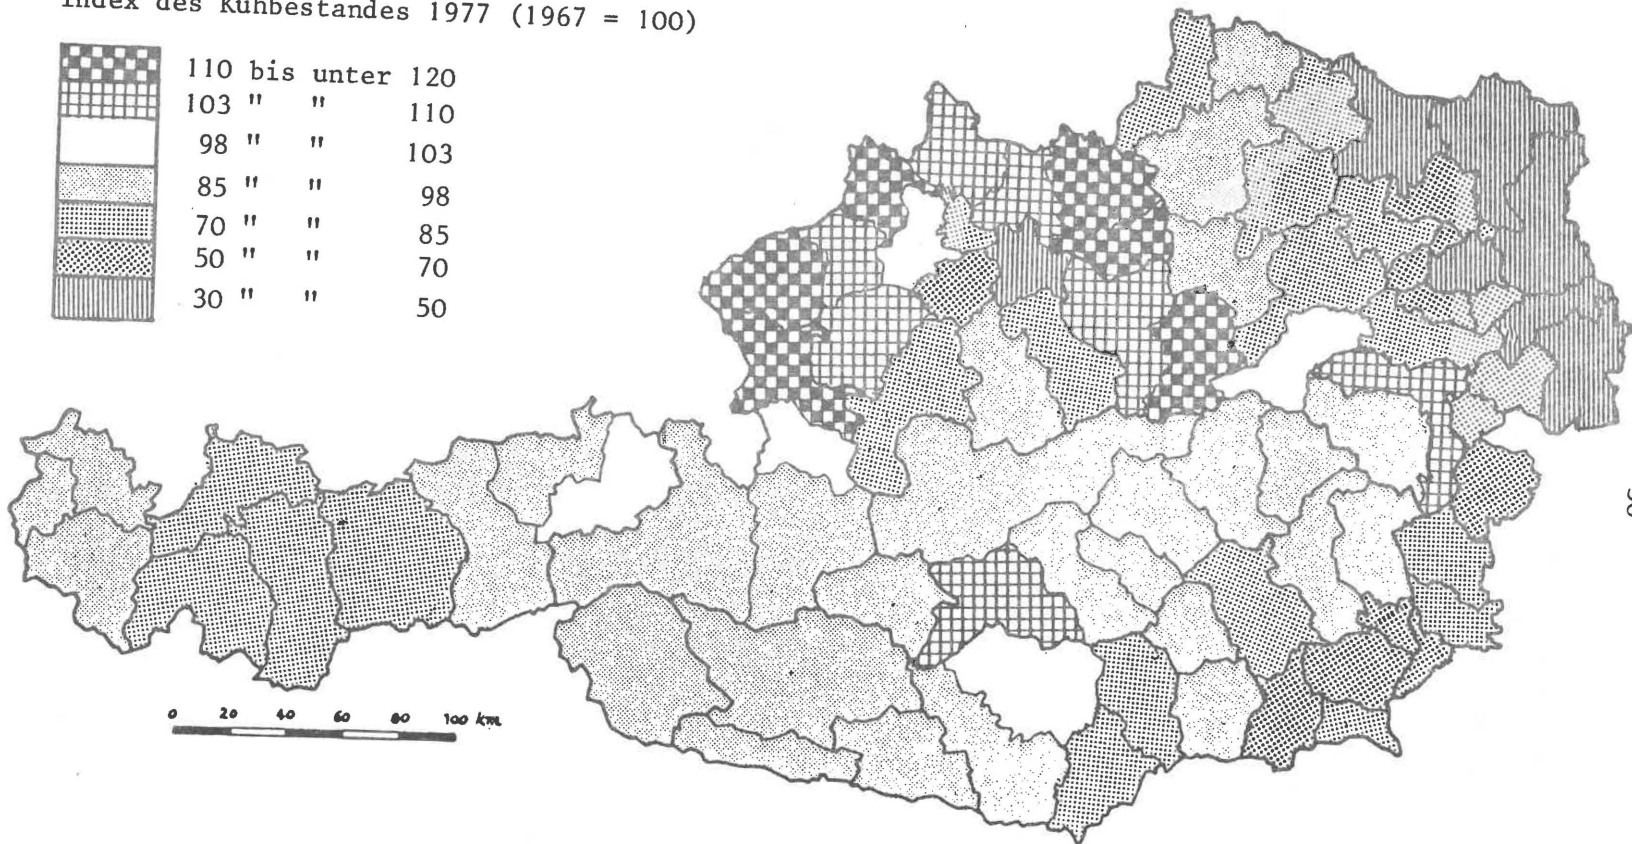 Index des Kuhbestandes 1977 (1967 = 100)
110 bis unter 120
103 " " 110
98 " " 103
85 " " 98
70 " " 85
50 " " 70
30 " " 50
0 20 40 60 80 100 km